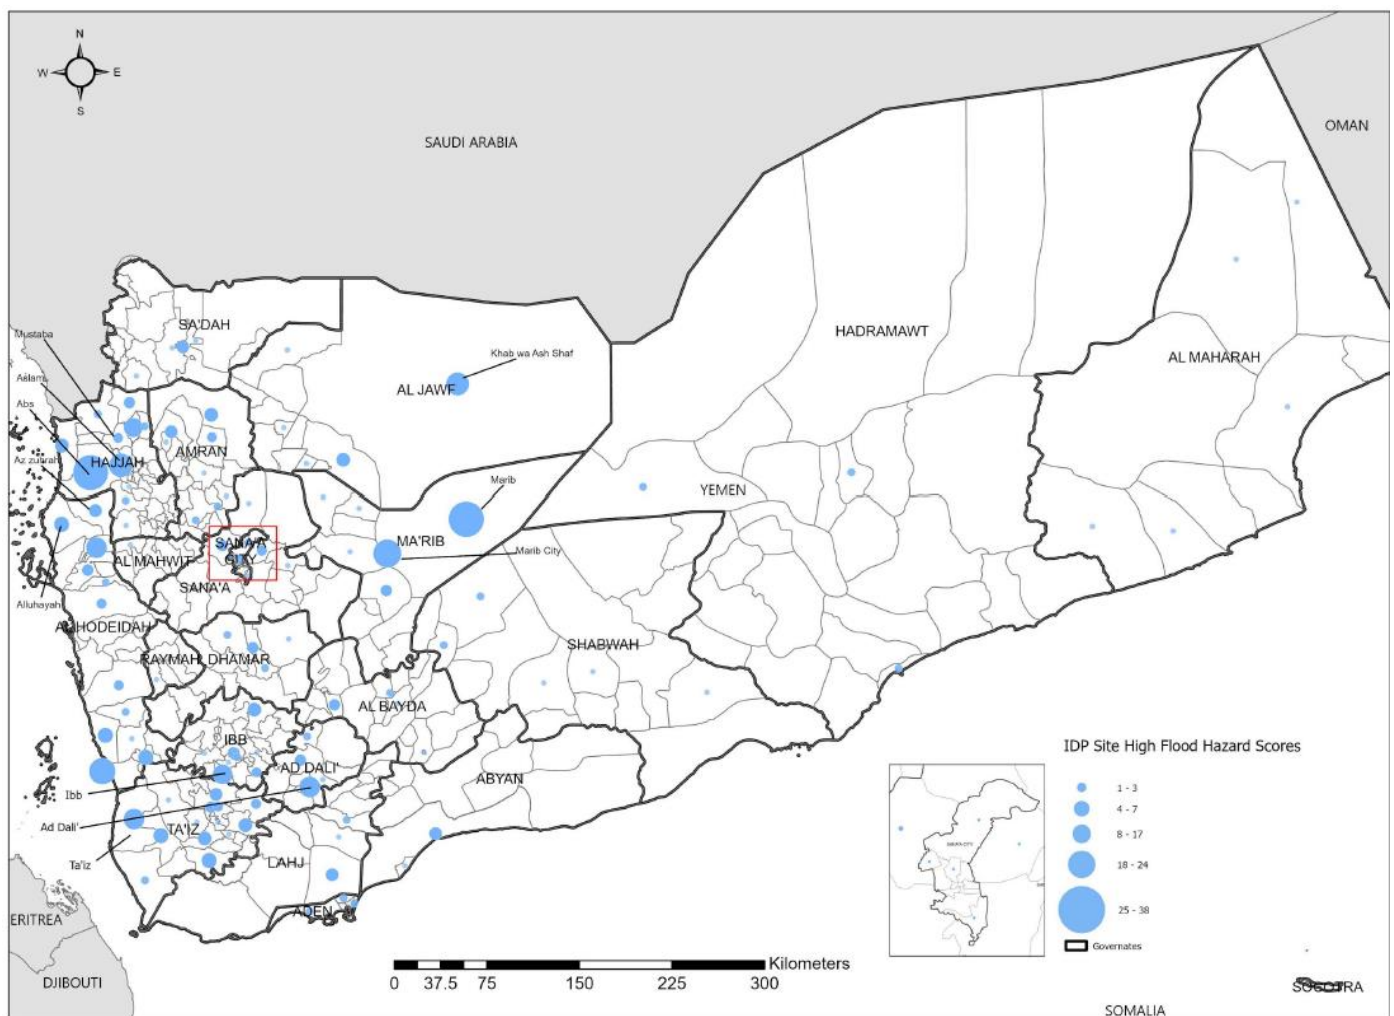 N
W E
S
SAUDI ARABIA
OMAN
SA'DAH
Mustaba
HADRAMAWT
Khab wa Ash Shaf
AL MAHARAH
Aslam
AL JAWF
Abs
AMRAN
Az zuhrah
HAJJAH
Marib
YEMEN
SANA'A
CITY
MA'RIB
Marib City
AL MAHWIT
SANA'A
Alluhayah
AL HODEIDAH
SHABWAH
RAYMAH
DHAMAR
AL BAYDA
IBB
IDP Site High Flood Hazard Scores
AD DALI'
ABYAN
1 - 3
Ibb
4 - 7
Ad Dali'
TA'IZ
8 - 17
Ta'iz
LAHJ
18 - 24
ADEN
25 - 38
ERITREA
Governates
Kilometers
0 37.5 75 150 225 300
DJIBOUTI
SOCOTRA
SOMALIA